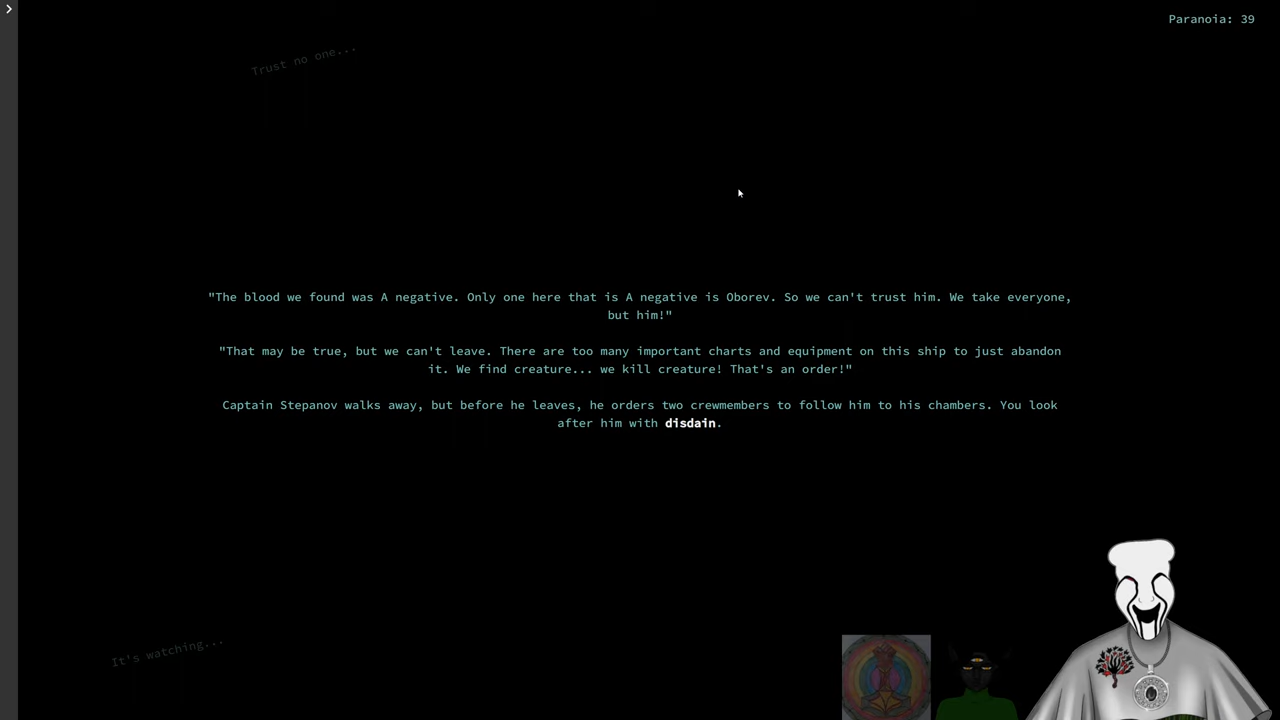 Paranoia: 39
Trust no one...
"The blood we found was A negative. Only one here that is A negative is Oborev. So we can't trust him. We take everyone,
but him!"
"That may be true, but we can't leave. There are too many important charts and equipment on this ship to just abandon
it. We find creature... we kill creature! That's an order!"
Captain Stepanov walks away, but before he leaves, he orders two crewmembers to follow him to his chambers. You look
after him with disdain.
It's watching...